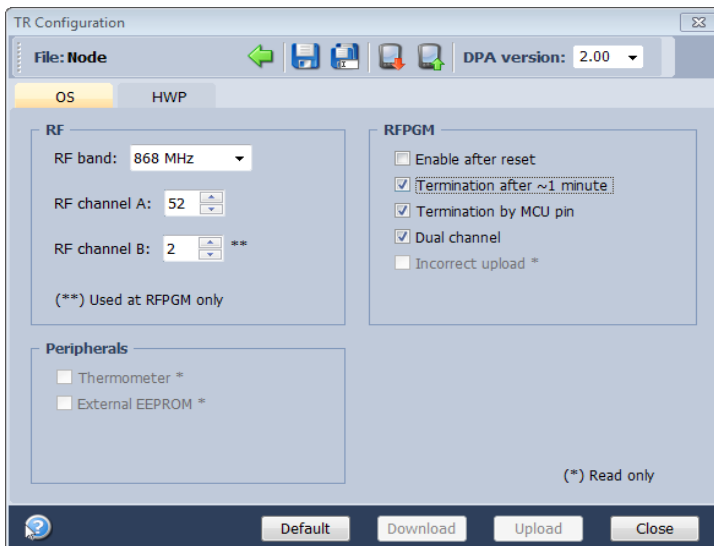 TR Configuration
File: Node
DPA version: 2.00
OS
HWP
RF
RF band: 868 MHz
RF channel A: 52
RF channel B: 2 **
(**) Used at RFPGM only
RFPGM
Enable after reset
Termination after ~1 minute
Termination by MCU pin
Dual channel
Incorrect upload *
Peripherals
Thermometer *
External EEPROM *
(*) Read only
Default
Download
Upload
Close